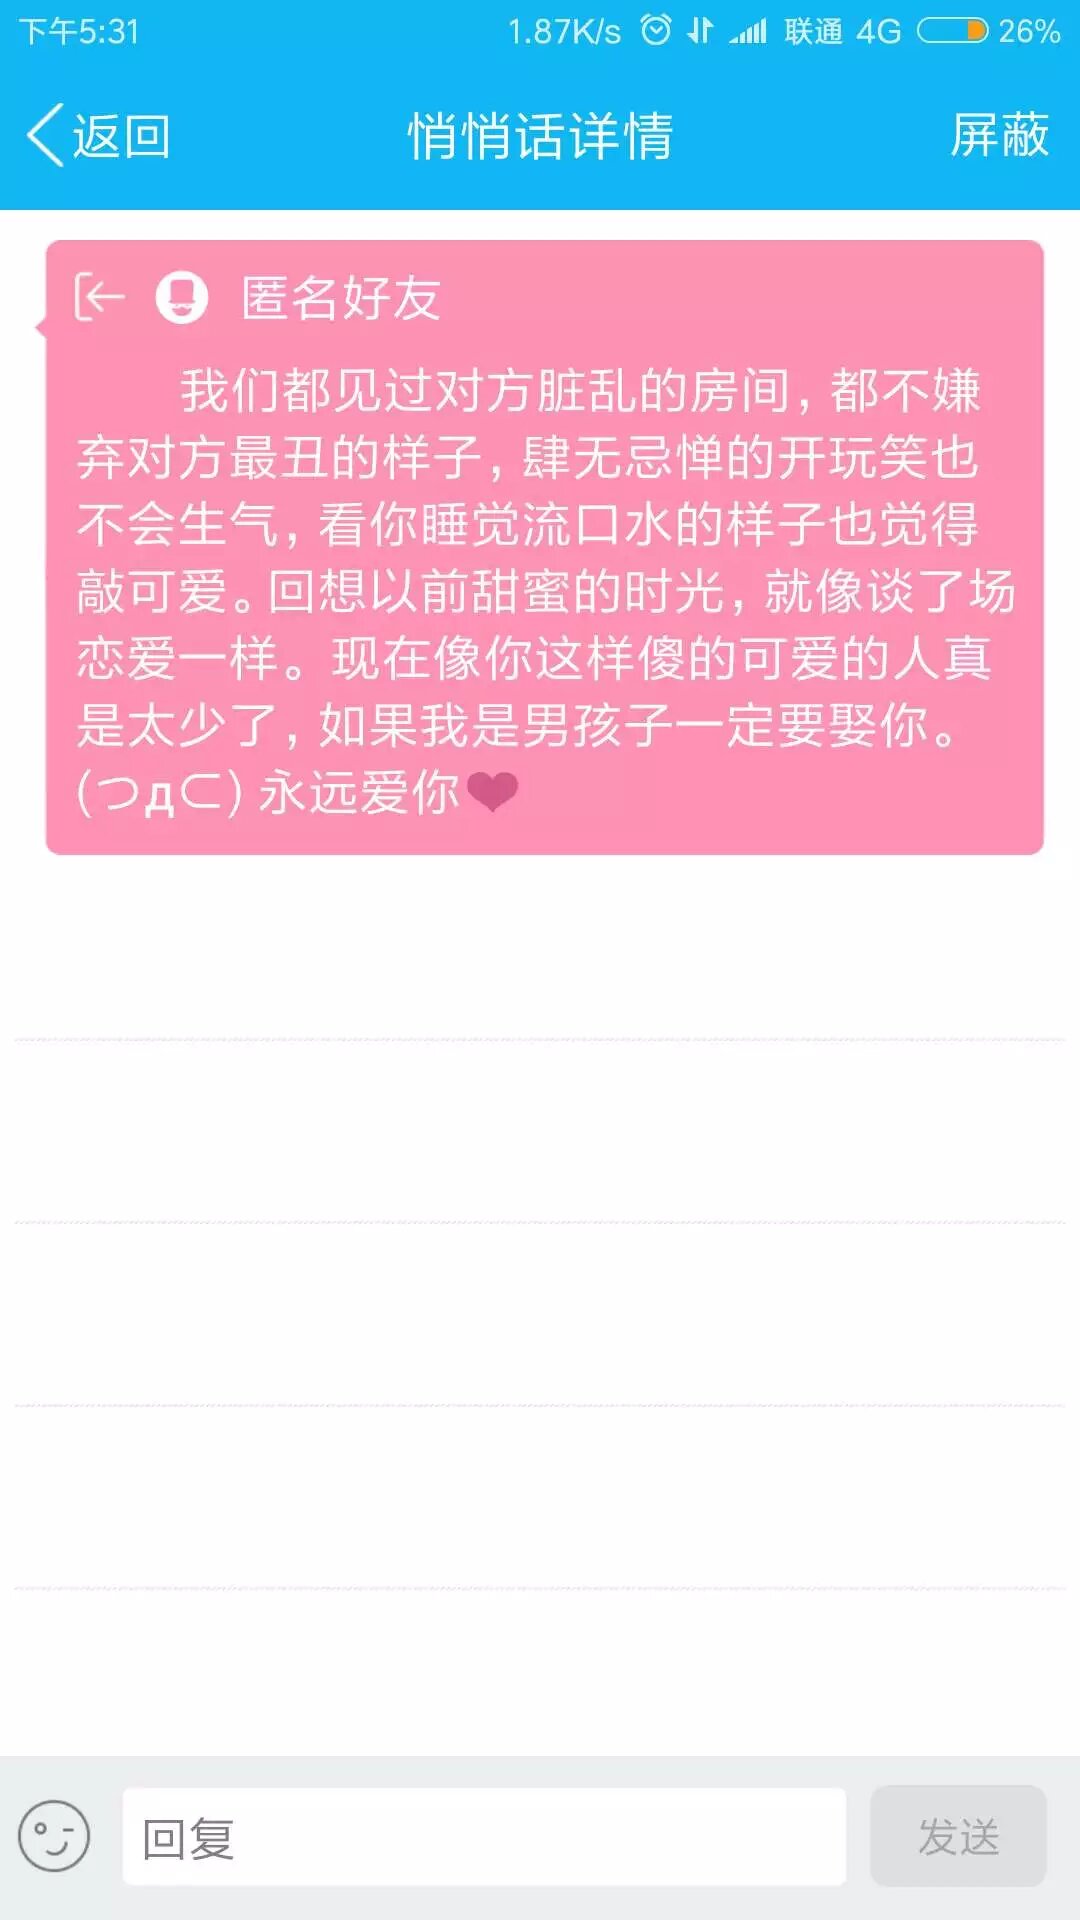 下午5:31 1.87K/s 联通 4G 26%
返回 悄悄话详情 屏蔽
匿名好友
我们都见过对方脏乱的房间,都不嫌
弃对方最丑的样子,肆无忌惮的开玩笑也
不会生气,看你睡觉流口水的样子也觉得
敲可爱。回想以前甜蜜的时光,就像谈了场
恋爱一样。现在像你这样傻的可爱的人真
是太少了,如果我是男孩子一定要娶你。
(つд⊂)永远爱你❤
回复 发送